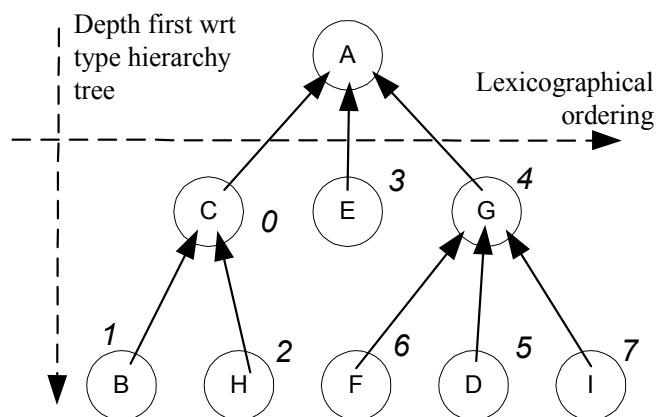 Depth first wrt
type hierarchy
tree
A
Lexicographical
ordering
C
0
E
3
G
4
1
B
H
2
F
6
D
5
I
7